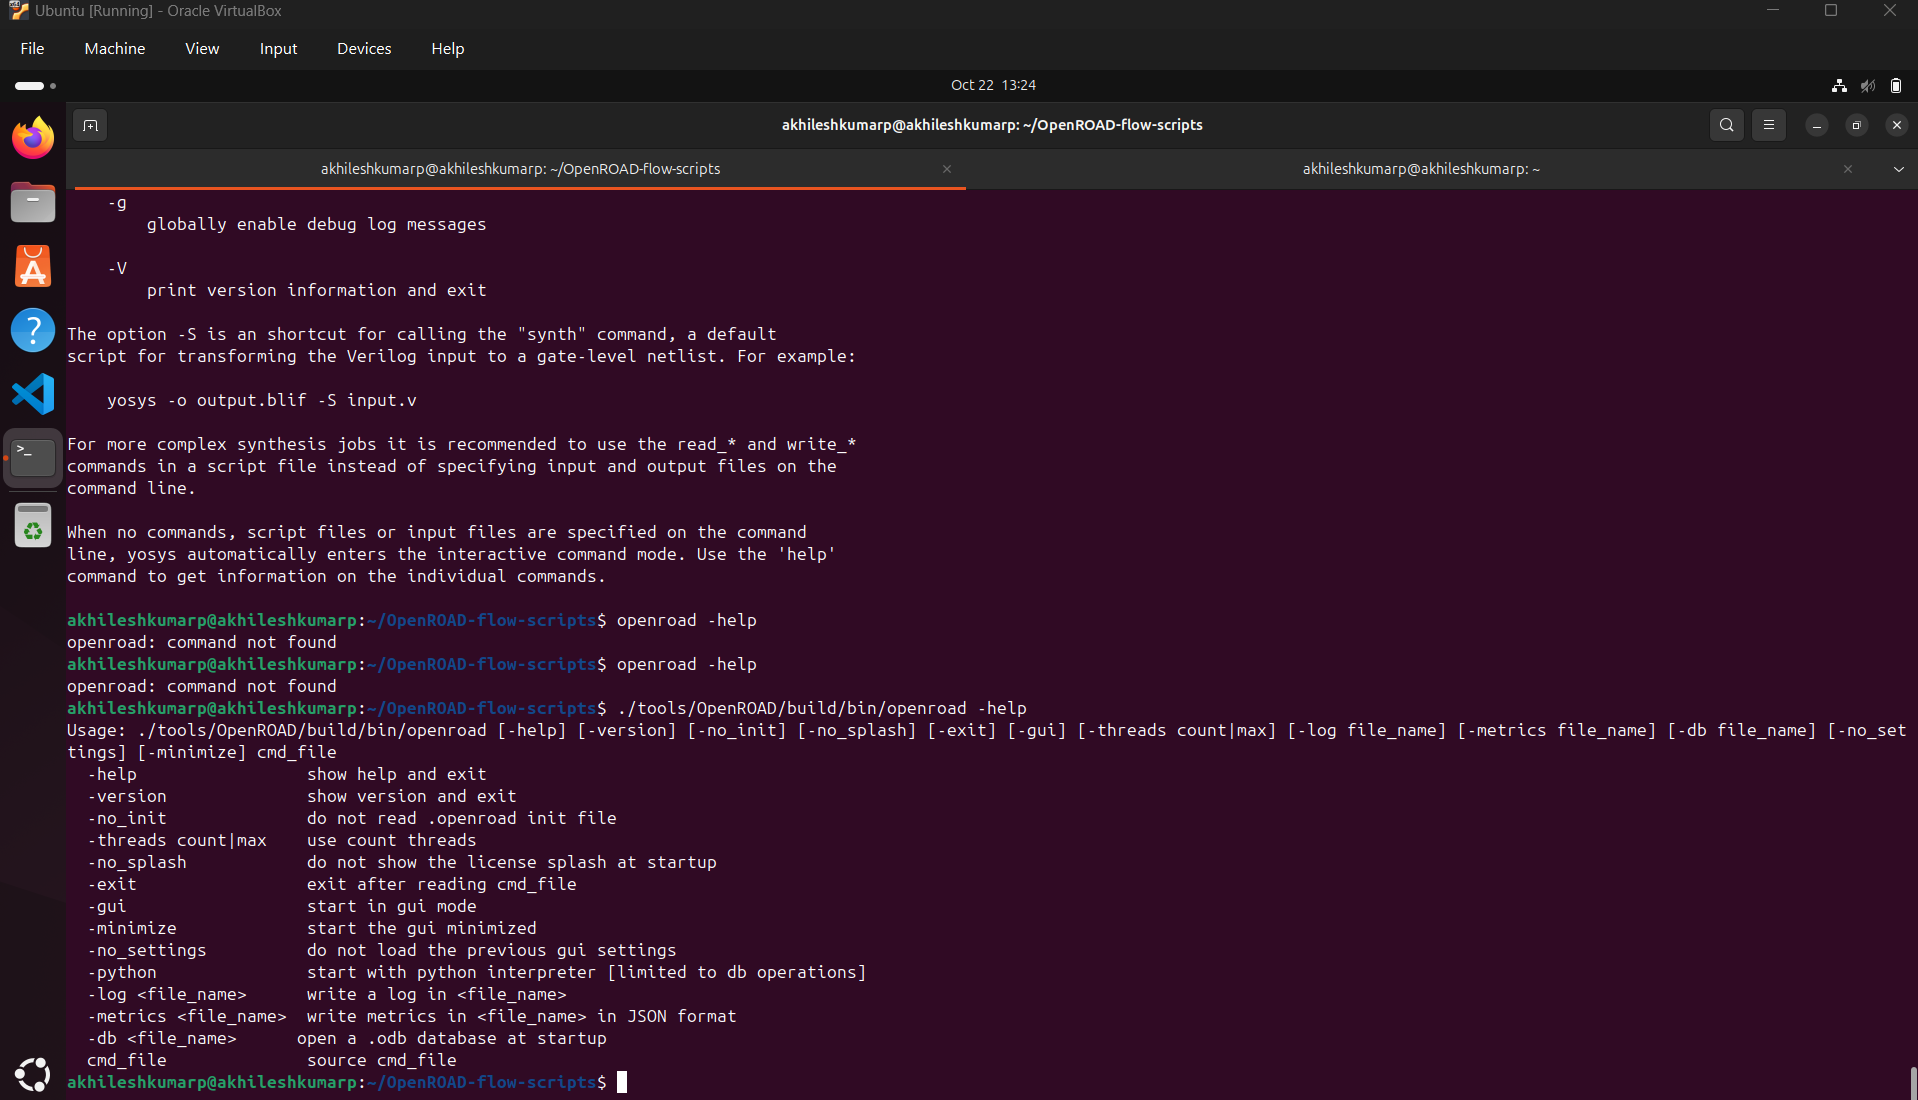 Ubuntu [Running] - Oracle VirtualBox
File Machine View Input Devices Help
Oct 22 13:24
akhileshkumarp@akhileshkumarp: ~/OpenROAD-flow-scripts
akhileshkumarp@akhileshkumarp: ~/OpenROAD-flow-scripts
akhileshkumarp@akhileshkumarp: ~
-g
globally enable debug log messages
-V
print version information and exit
The option -S is an shortcut for calling the "synth" command, a default
script for transforming the Verilog input to a gate-level netlist. For example:
yosys -o output.blif -S input.v
For more complex synthesis jobs it is recommended to use the read_* and write_*
commands in a script file instead of specifying input and output files on the
command line.
When no commands, script files or input files are specified on the command
line, yosys automatically enters the interactive command mode. Use the 'help'
command to get information on the individual commands.
akhileshkumarp@akhileshkumarp:~/OpenROAD-flow-scripts$ openroad -help
openroad: command not found
akhileshkumarp@akhileshkumarp:~/OpenROAD-flow-scripts$ openroad -help
openroad: command not found
akhileshkumarp@akhileshkumarp:~/OpenROAD-flow-scripts$ ./tools/OpenROAD/build/bin/openroad -help
Usage: ./tools/OpenROAD/build/bin/openroad [-help] [-version] [-no_init] [-no_splash] [-exit] [-gui] [-threads count|max] [-log file_name] [-metrics file_name] [-db file_name] [-no_set
tings] [-minimize] cmd_file
-help show help and exit
-version show version and exit
-no_init do not read .openroad init file
-threads count|max use count threads
-no_splash do not show the license splash at startup
-exit exit after reading cmd_file
-gui start in gui mode
-minimize start the gui minimized
-no_settings do not load the previous gui settings
-python start with python interpreter [limited to db operations]
-log <file_name> write a log in <file_name>
-metrics <file_name> write metrics in <file_name> in JSON format
-db <file_name> open a .odb database at startup
cmd_file source cmd_file
akhileshkumarp@akhileshkumarp:~/OpenROAD-flow-scripts$